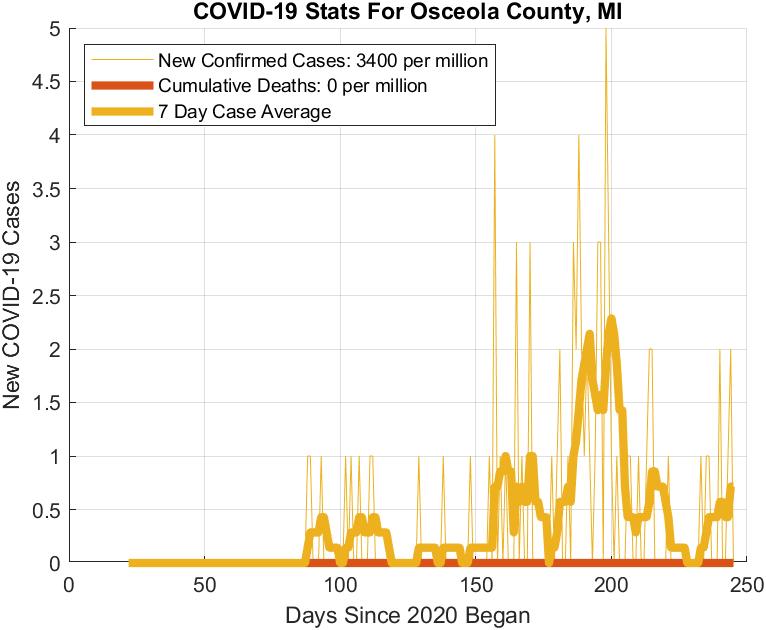 COVID-19 Stats For Osceola County, MI
5
4.5
4
3.5
3
2.5
2
1.5
1
0.5
0
New COVID-19 Cases
New Confirmed Cases: 3400 per million
Cumulative Deaths: 0 per million
7 Day Case Average
0 50 100 150 200 250
Days Since 2020 Began